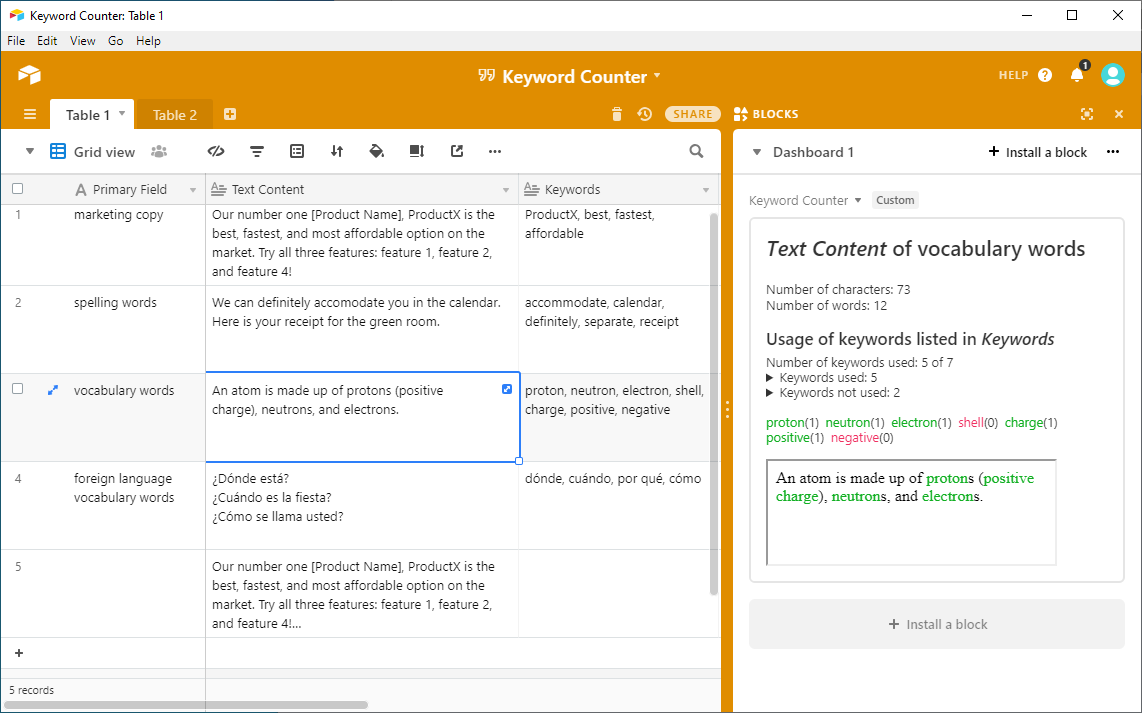 Keyword Counter: Table 1
File Edit View Go Help
Keyword Counter
HELP ? 1
Table 1 Table 2 SHARE BLOCKS
Grid view
Dashboard 1 + Install a block
Primary Field Text Content Keywords
Keyword Counter Custom
1 marketing copy
Our number one [Product Name], ProductX is the
best, fastest, and most affordable option on the
market. Try all three features: feature 1, feature 2,
and feature 4!
ProductX, best, fastest,
affordable
2 spelling words
We can definitely accomodate you in the calendar.
Here is your receipt for the green room.
accommodate, calendar,
definitely, separate, receipt
vocabulary words
An atom is made up of protons (positive
charge), neutrons, and electrons.
proton, neutron, electron, shell,
charge, positive, negative
4 foreign language
vocabulary words
¿Dónde está?
¿Cuándo es la fiesta?
¿Cómo se llama usted?
dónde, cuándo, por qué, cómo
5
Our number one [Product Name], ProductX is the
best, fastest, and most affordable option on the
market. Try all three features: feature 1, feature 2,
and feature 4!...
+
5 records
Text Content of vocabulary words
Number of characters: 73
Number of words: 12
Usage of keywords listed in Keywords
Number of keywords used: 5 of 7
Keywords used: 5
Keywords not used: 2
proton(1) neutron(1) electron(1) shell(0) charge(1)
positive(1) negative(0)
An atom is made up of protons (positive
charge), neutrons, and electrons.
+ Install a block